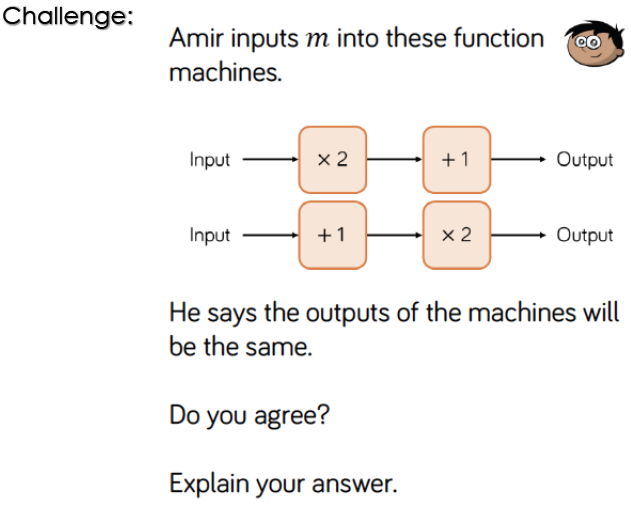 Challenge:
Amir inputs m into these function
machines.
Input × 2 + 1 Output
Input + 1 × 2 Output
He says the outputs of the machines will
be the same.
Do you agree?
Explain your answer.